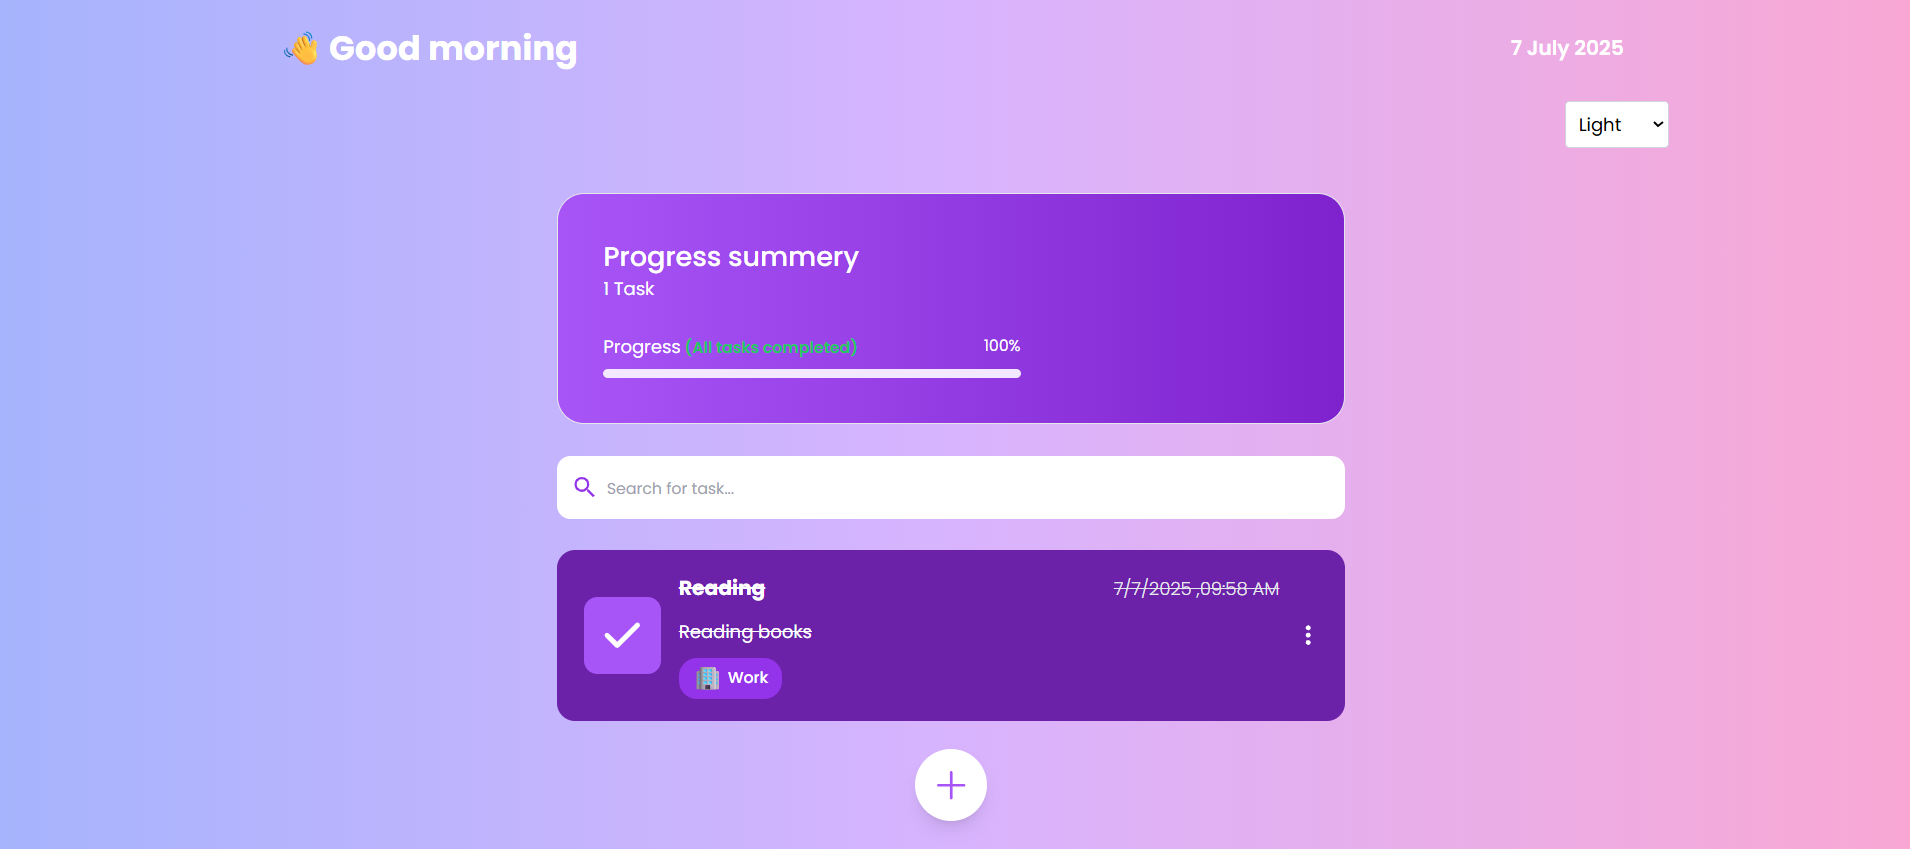 👋 Good morning
7 July 2025
Light
Progress summery
1 Task
Progress (All tasks completed) 100%
Search for task...
Reading 7/7/2025 ,09:58 AM
Reading books
🏢 Work